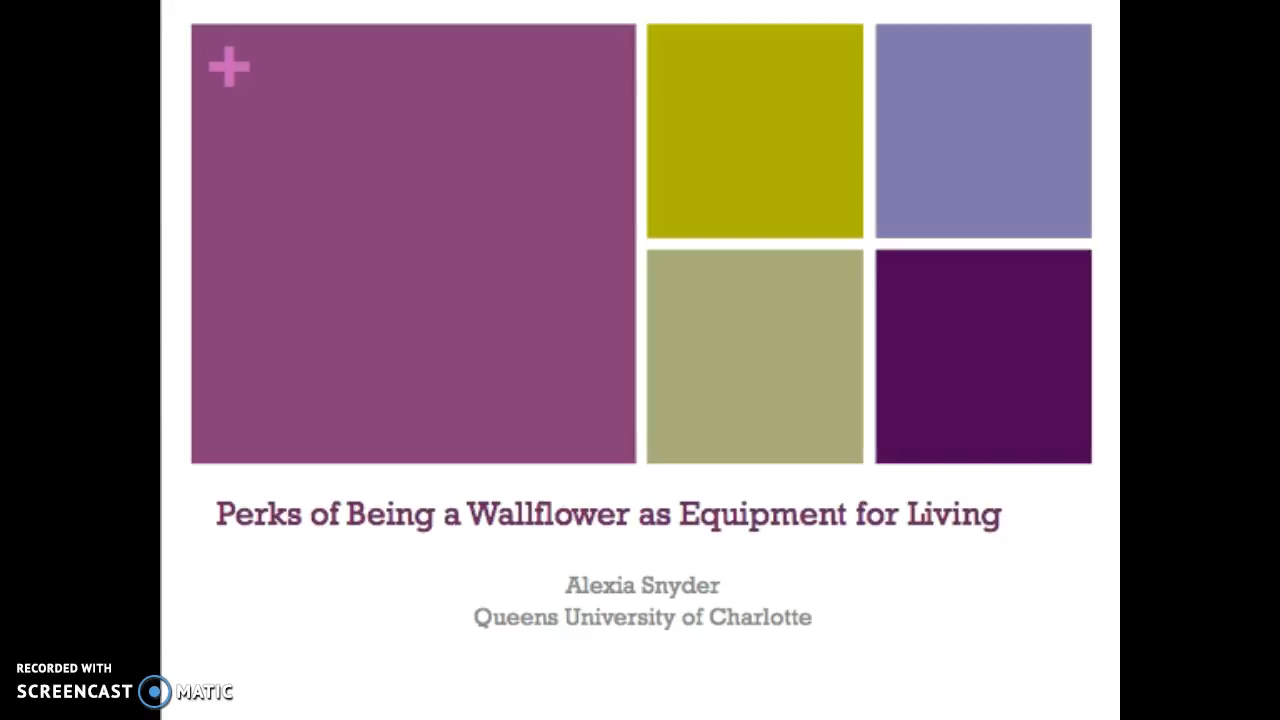 +
Perks of Being a Wallflower as Equipment for Living
Alexia Snyder
Queens University of Charlotte
RECORDED WITH
SCREENCAST MATIC